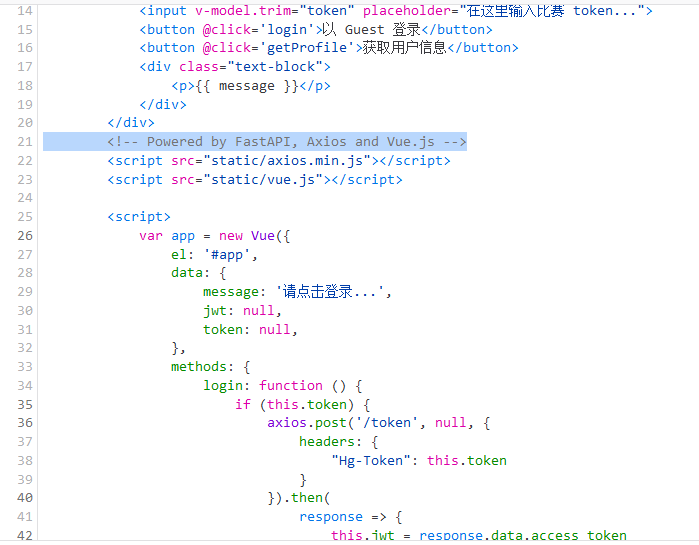 14 <input v-model.trim="token" placeholder="在这里输入比赛 token...">
15 <button @click='login'>以 Guest 登录</button>
16 <button @click='getProfile'>获取用户信息</button>
17 <div class="text-block">
18 <p>{{ message }}</p>
19 </div>
20 </div>
21 <!-- Powered by FastAPI, Axios and Vue.js -->
22 <script src="static/axios.min.js"></script>
23 <script src="static/vue.js"></script>
24
25 <script>
26 var app = new Vue({
27 el: '#app',
28 data: {
29 message: '请点击登录...',
30 jwt: null,
31 token: null,
32 },
33 methods: {
34 login: function () {
35 if (this.token) {
36 axios.post('/token', null, {
37 headers: {
38 "Hg-Token": this.token
39 }
40 }).then(
41 response => {
42 this.jwt = response.data.access_token